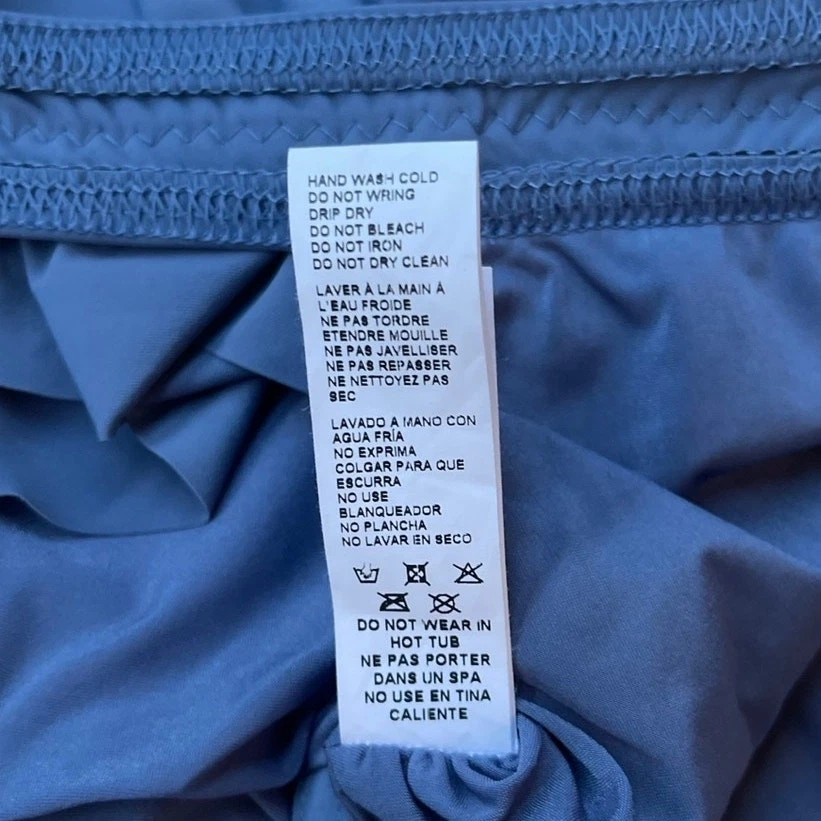 HAND WASH COLD
DO NOT WRING
DRIP DRY
DO NOT BLEACH
DO NOT IRON
DO NOT DRY CLEAN
LAVER À LA MAIN À
L'EAU FROIDE
NE PAS TORDRE
ETENDRE MOUILLE
NE PAS JAVELLISER
NE PAS REPASSER
NE NETTOYEZ PAS
SEC
LAVADO A MANO CON
AGUA FRÍA
NO EXPRIMA
COLGAR PARA QUE
ESCURRA
NO USE
BLANQUEADOR
NO PLANCHA
NO LAVAR EN SECO
DO NOT WEAR IN
HOT TUB
NE PAS PORTER
DANS UN SPA
NO USE EN TINA
CALIENTE